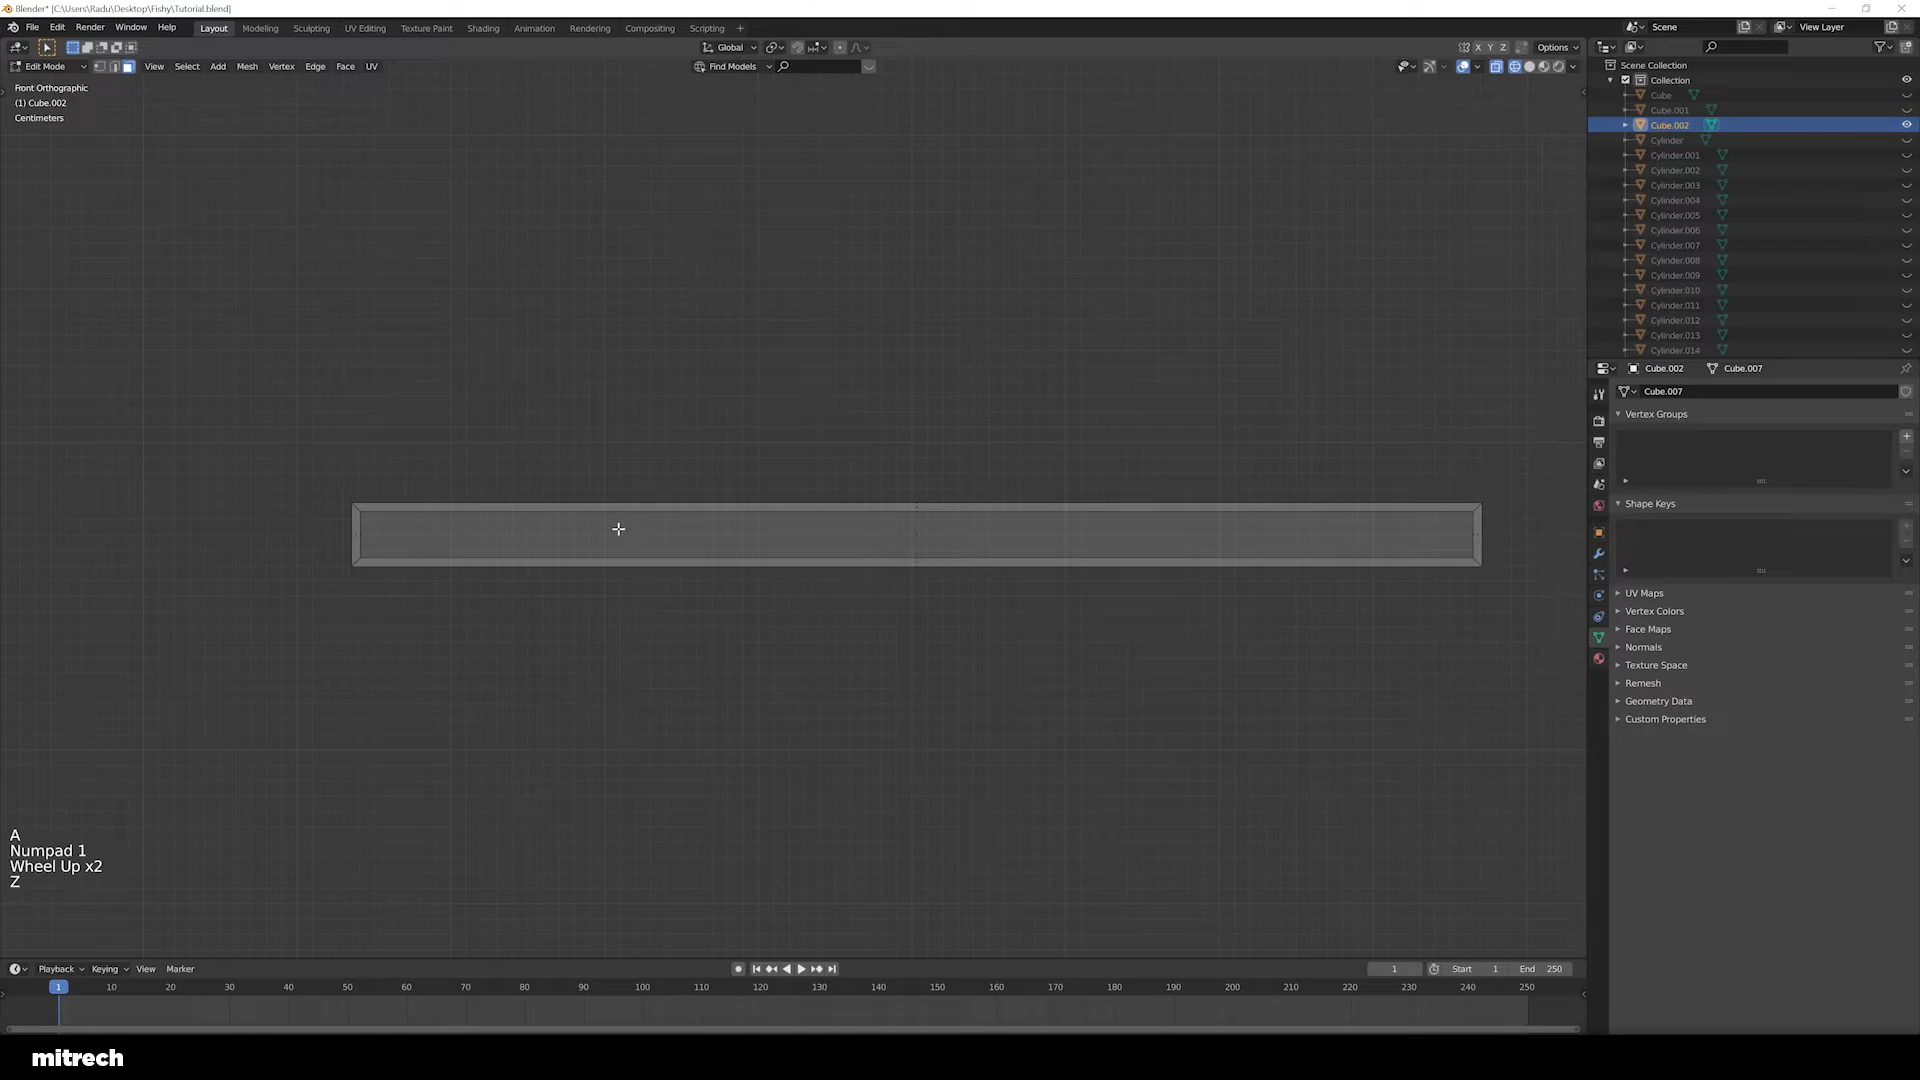 Blender* [C:\Users\Radu\Desktop\Fishy\Tutorial.blend]
File Edit Render Window Help Layout Modeling Sculpting UV Editing Texture Paint Shading Animation Rendering Compositing Scripting + Scene View Layer
Global X Y Z Options
Edit Mode View Select Add Mesh Vertex Edge Face UV Find Models
Front Orthographic
(1) Cube.002
Centimeters
Scene Collection
Collection
Cube
Cube.001
Cube.002
Cylinder
Cylinder.001
Cylinder.002
Cylinder.003
Cylinder.004
Cylinder.005
Cylinder.006
Cylinder.007
Cylinder.008
Cylinder.009
Cylinder.010
Cylinder.011
Cylinder.012
Cylinder.013
Cylinder.014
Cube.002 Cube.007
Cube.007
Vertex Groups
Shape Keys
UV Maps
Vertex Colors
Face Maps
Normals
Texture Space
Remesh
Geometry Data
Custom Properties
A
Numpad 1
Wheel Up x2
Z
Playback Keying View Marker 1 Start 1 End 250
1 10 20 30 40 50 60 70 80 90 100 110 120 130 140 150 160 170 180 190 200 210 220 230 240 250
mitrech